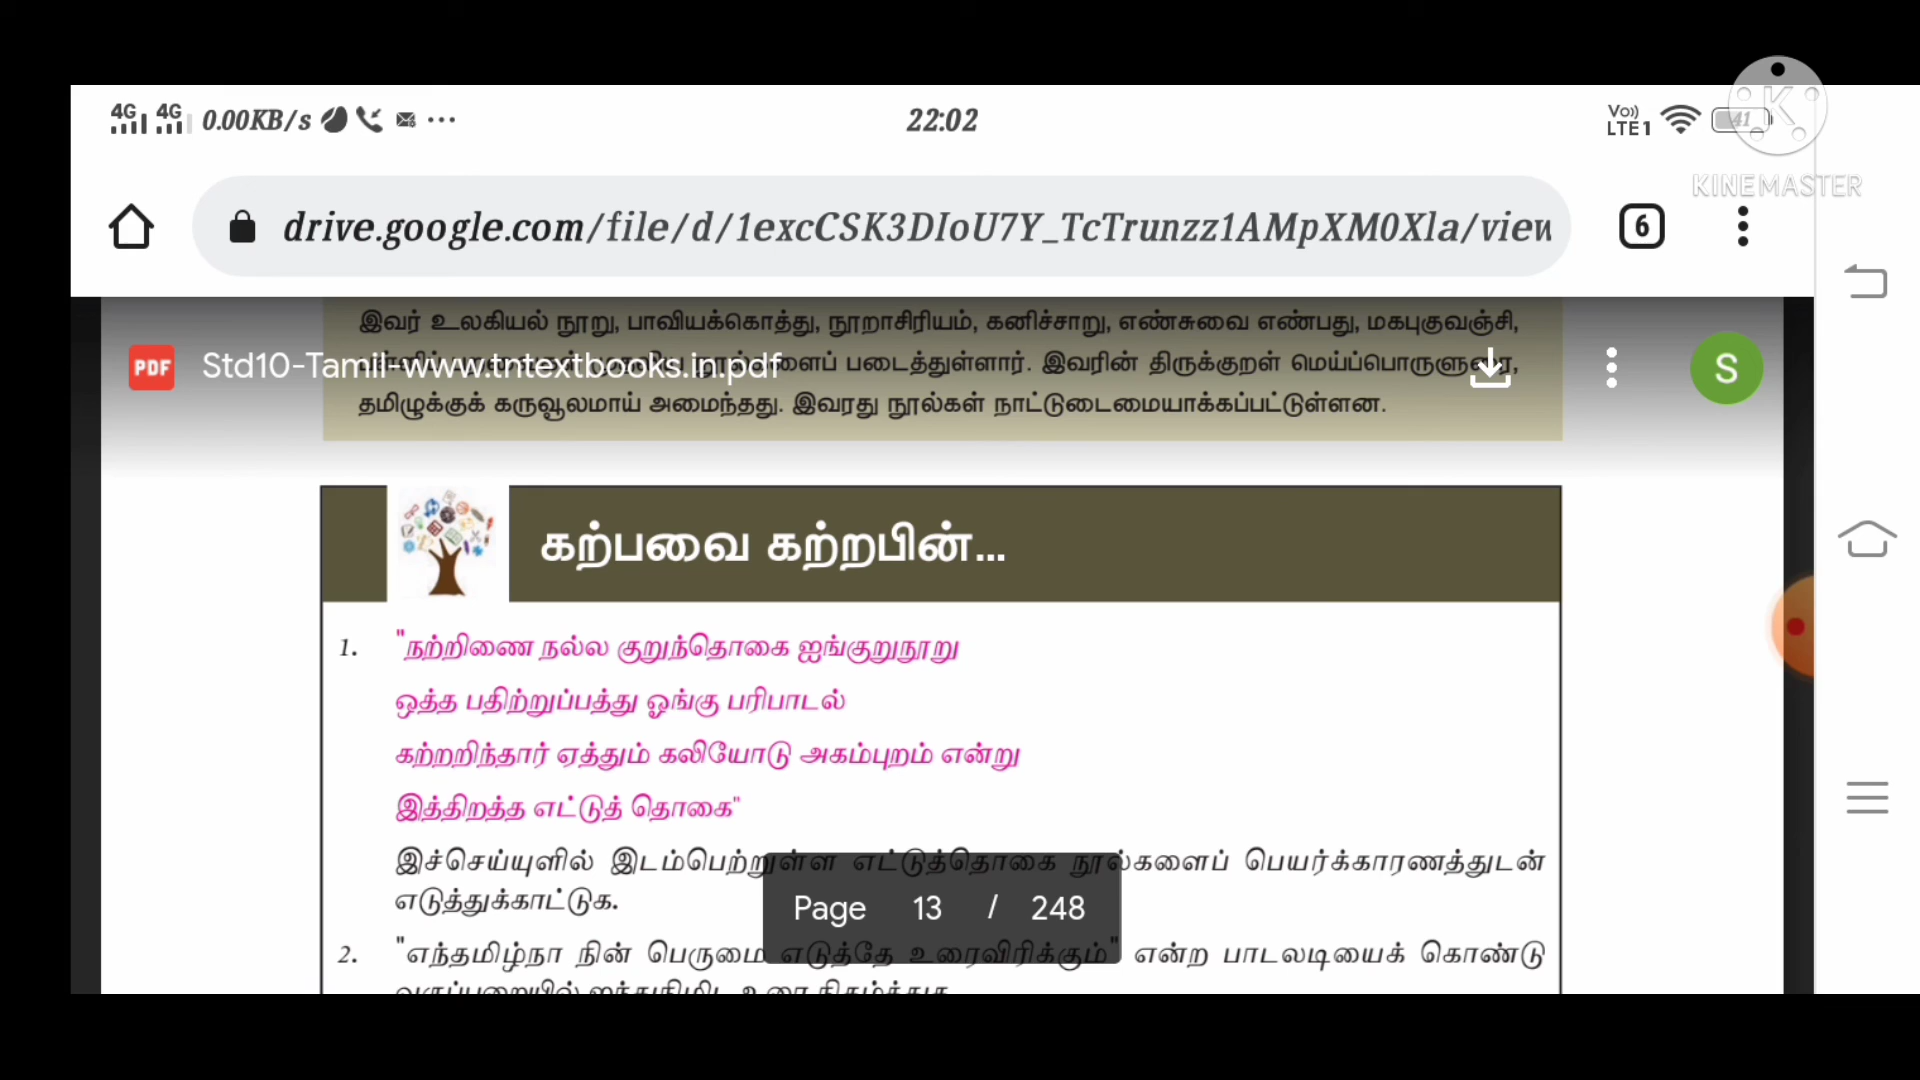 4G 4G 0.00KB/s ... 22:02 Vo)) LTE1 41
KINEMASTER
drive.google.com/file/d/1excCSK3DIoU7Y_TcTrunzz1AMpXM0Xla/view 6
இவர் உலகியல் நூறு, பாவியக்கொத்து, நூறாசிரியம், கனிச்சாறு, எண்சுவை எண்பது, மகபுகுவஞ்சி,
PDF Std10-Tamil-www.tntextbooks.in.pdf S
படைத்துள்ளார். இவரின் திருக்குறள் மெய்ப்பொருளுரை,
தமிழுக்குக் கருவூலமாய் அமைந்தது. இவரது நூல்கள் நாட்டுடைமையாக்கப்பட்டுள்ளன.
கற்பவை கற்றபின்...
1. "நற்றிணை நல்ல குறுந்தொகை ஐங்குறுநூறு
ஒத்த பதிற்றுப்பத்து ஓங்கு பரிபாடல்
கற்றறிந்தார் ஏத்தும் கலியோடு அகம்புறம் என்று
இத்திறத்த எட்டுத் தொகை"
இச்செய்யுளில் இடம்பெற்றுள்ள எட்டுத்தொகை நூல்களைப் பெயர்க்காரணத்துடன்
எடுத்துக்காட்டுக.
Page 13 / 248
2. "எந்தமிழ்நா நின் பெருமை எடுத்தே உரைவிரிக்கும்" என்ற பாடலடியைக் கொண்டு